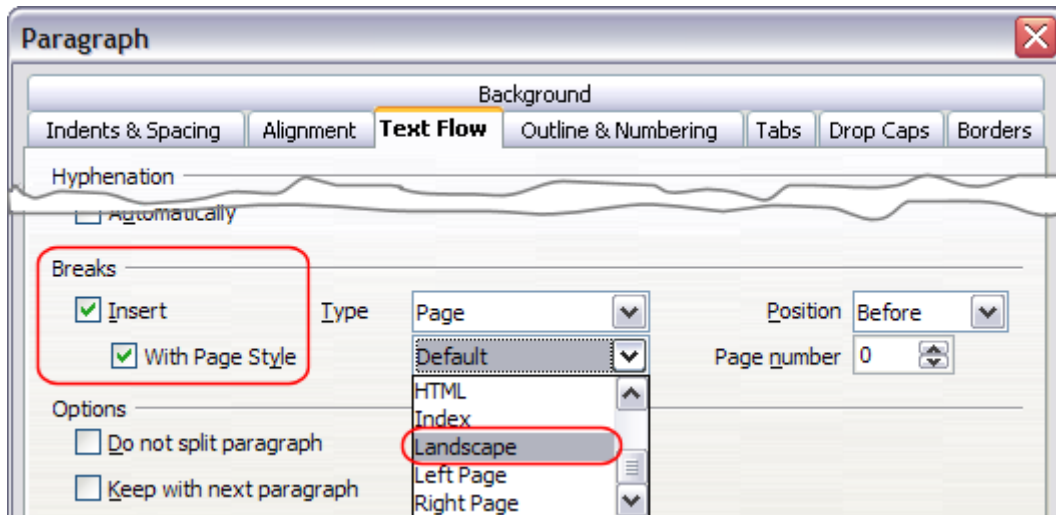 Paragraph
Background
Indents & Spacing Alignment Text Flow Outline & Numbering Tabs Drop Caps Borders
Hyphenation
Automatically
Breaks
Insert Type Page Position Before
With Page Style Default Page number 0
HTML
Index
Landscape
Left Page
Right Page
Options
Do not split paragraph
Keep with next paragraph